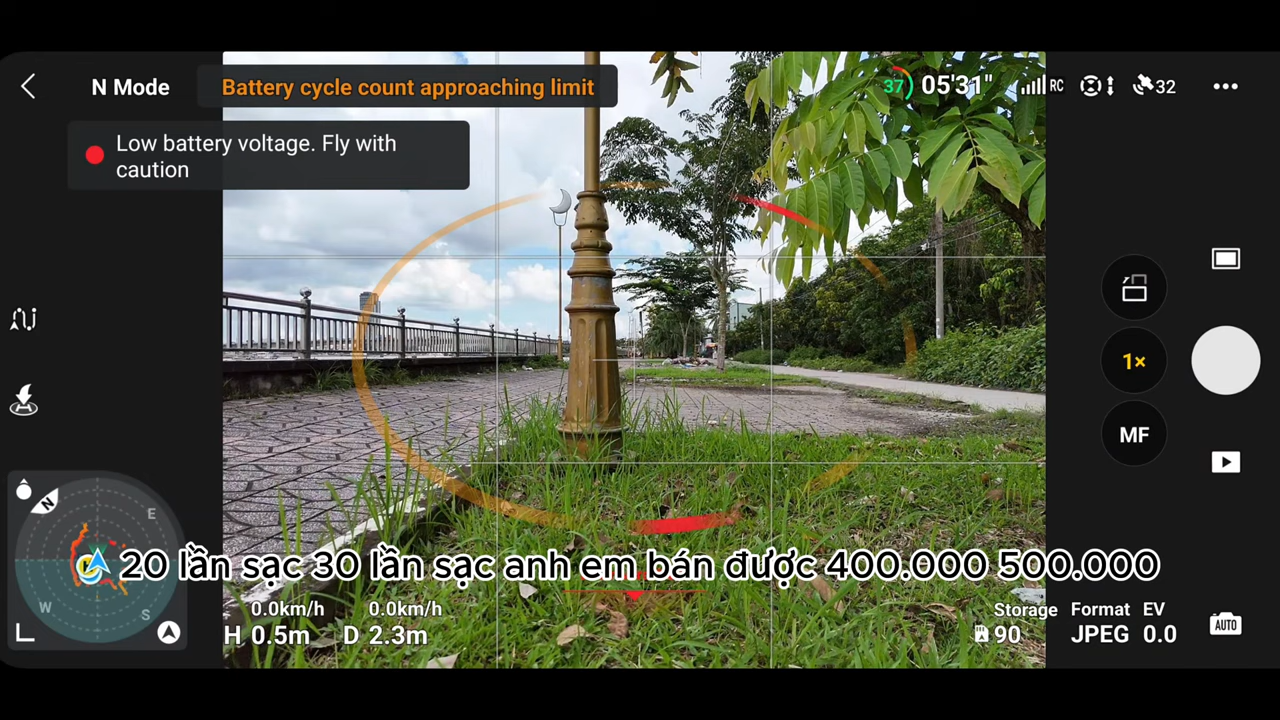 N Mode
Battery cycle count approaching limit
37
05'31"
RC
32
Low battery voltage. Fly with
caution
1×
MF
N
E
W
S
20 lần sạc 30 lần sạc anh em bán được 400.000 500.000
0.0km/h
0.0km/h
H 0.5m
D 2.3m
Storage
90
Format
JPEG
EV
0.0
AUTO